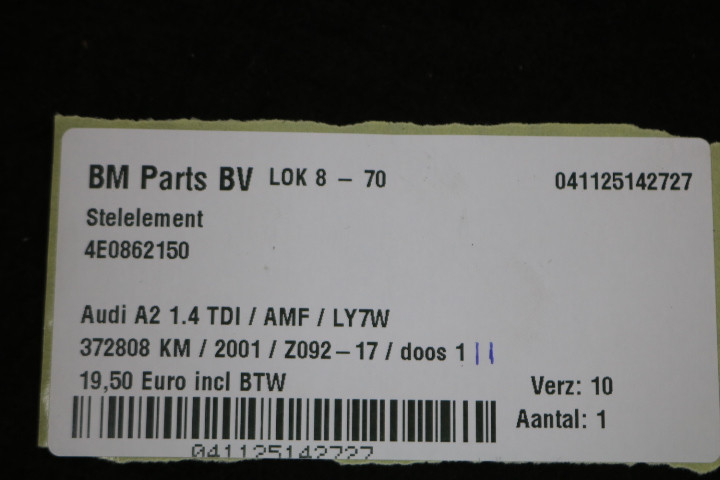 BM Parts BV LOK 8 – 70 041125142727
Stelelement
4E0862150
Audi A2 1.4 TDI / AMF / LY7W
372808 KM / 2001 / Z092–17 / doos 1 11
19,50 Euro incl BTW Verz: 10
Aantal: 1
041125142727